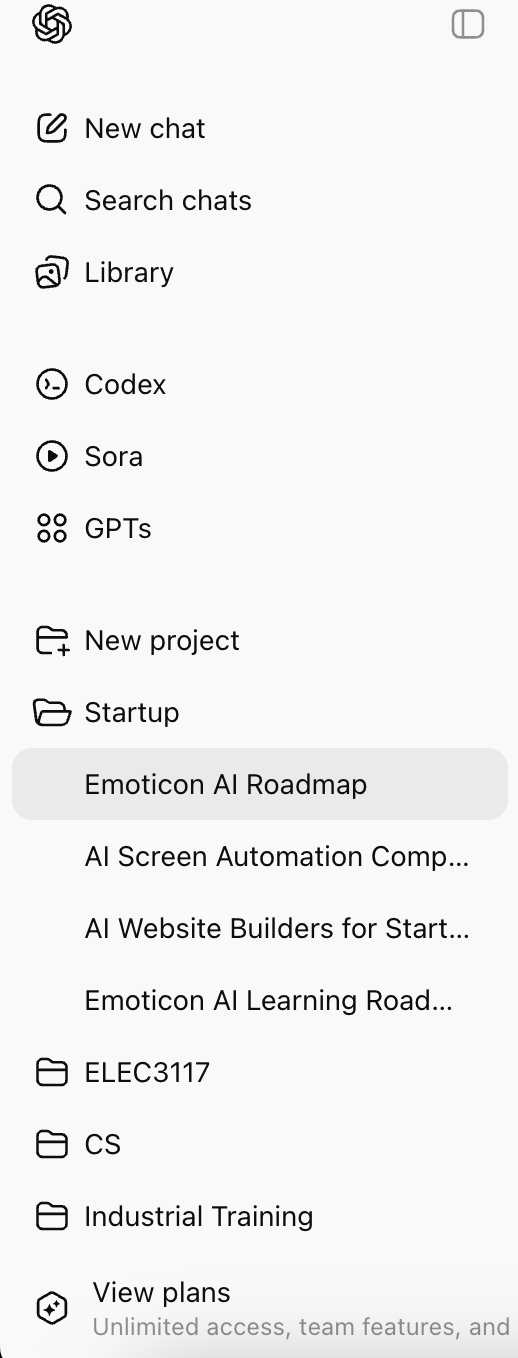 New chat
Search chats
Library
Codex
Sora
GPTs
New project
Startup
Emoticon AI Roadmap
AI Screen Automation Comp...
AI Website Builders for Start...
Emoticon AI Learning Road...
ELEC3117
CS
Industrial Training
View plans
Unlimited access, team features, and